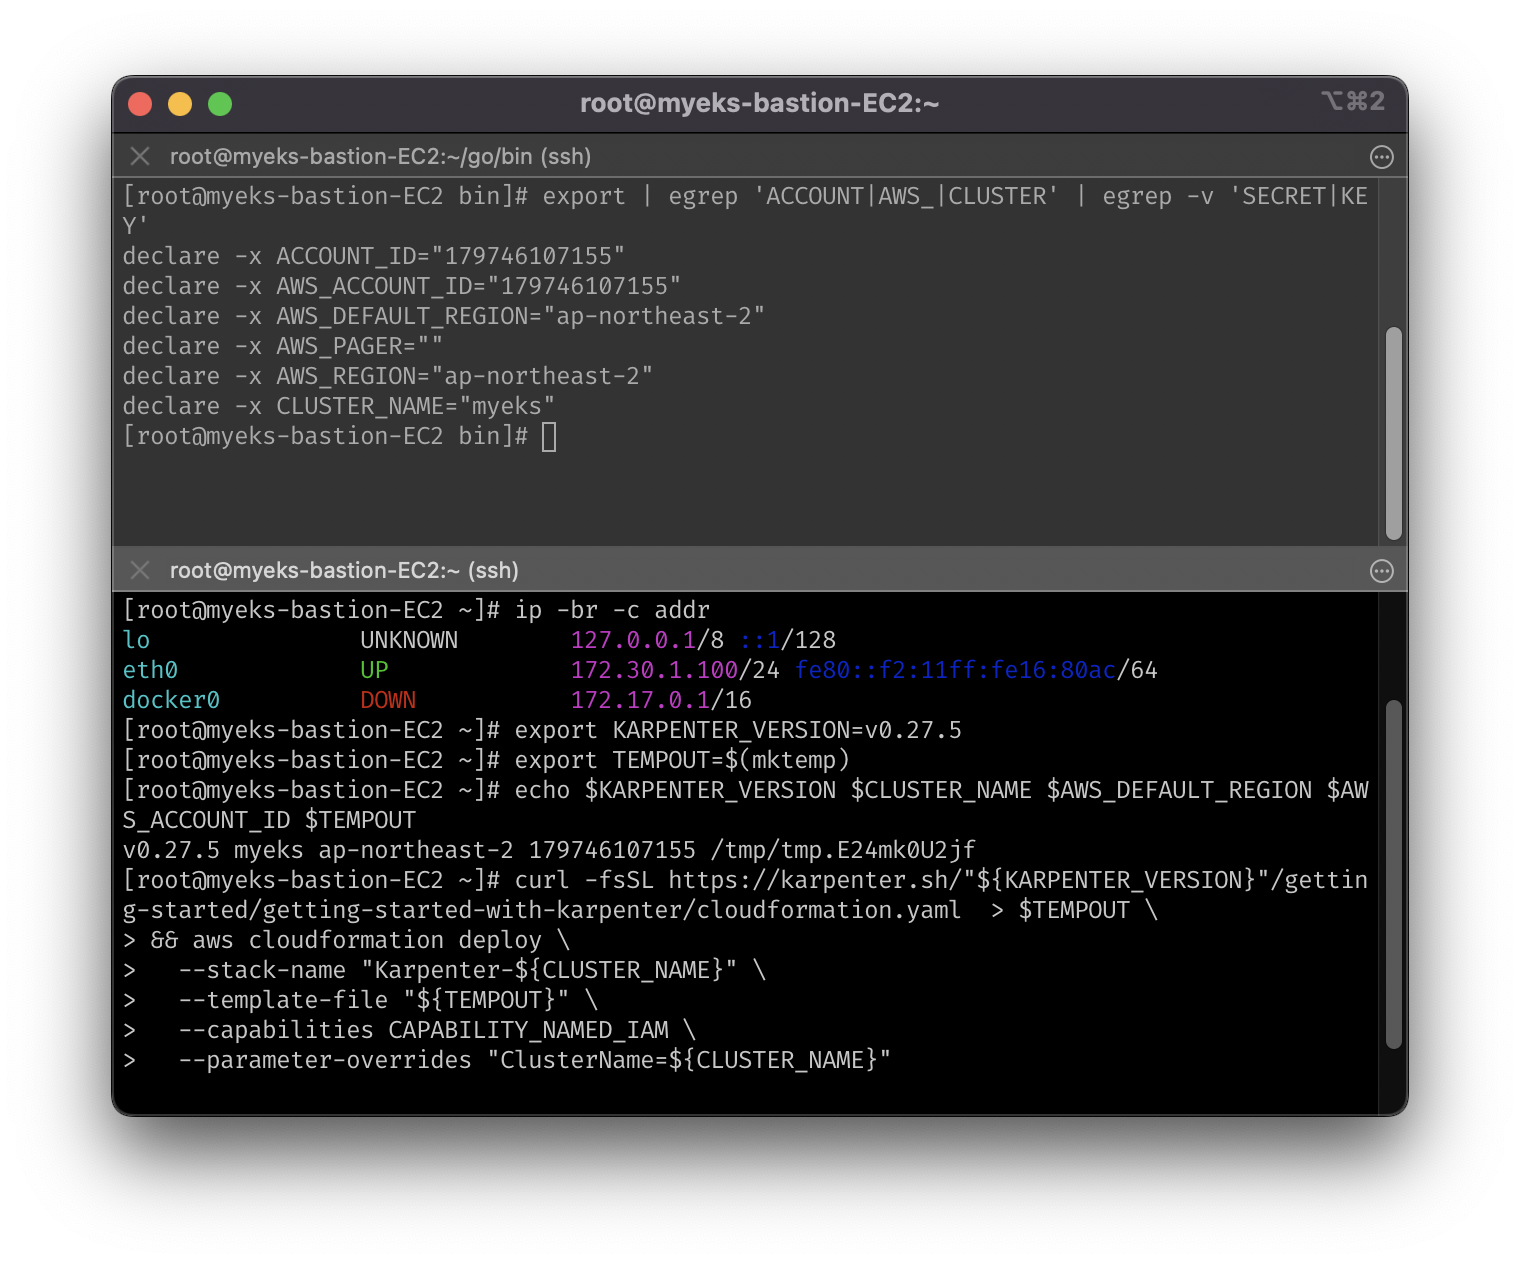 root@myeks-bastion-EC2:~
⌥⌘2
root@myeks-bastion-EC2:~/go/bin (ssh)
[root@myeks-bastion-EC2 bin]# export | egrep 'ACCOUNT|AWS_|CLUSTER' | egrep -v 'SECRET|KE
Y'
declare -x ACCOUNT_ID="179746107155"
declare -x AWS_ACCOUNT_ID="179746107155"
declare -x AWS_DEFAULT_REGION="ap-northeast-2"
declare -x AWS_PAGER=""
declare -x AWS_REGION="ap-northeast-2"
declare -x CLUSTER_NAME="myeks"
[root@myeks-bastion-EC2 bin]#
root@myeks-bastion-EC2:~ (ssh)
[root@myeks-bastion-EC2 ~]# ip -br -c addr
lo               UNKNOWN        127.0.0.1/8 ::1/128
eth0             UP             172.30.1.100/24 fe80::f2:11ff:fe16:80ac/64
docker0          DOWN           172.17.0.1/16
[root@myeks-bastion-EC2 ~]# export KARPENTER_VERSION=v0.27.5
[root@myeks-bastion-EC2 ~]# export TEMPOUT=$(mktemp)
[root@myeks-bastion-EC2 ~]# echo $KARPENTER_VERSION $CLUSTER_NAME $AWS_DEFAULT_REGION $AW
S_ACCOUNT_ID $TEMPOUT
v0.27.5 myeks ap-northeast-2 179746107155 /tmp/tmp.E24mk0U2jf
[root@myeks-bastion-EC2 ~]# curl -fsSL https://karpenter.sh/"${KARPENTER_VERSION}"/gettin
g-started/getting-started-with-karpenter/cloudformation.yaml  > $TEMPOUT \
> && aws cloudformation deploy \
>   --stack-name "Karpenter-${CLUSTER_NAME}" \
>   --template-file "${TEMPOUT}" \
>   --capabilities CAPABILITY_NAMED_IAM \
>   --parameter-overrides "ClusterName=${CLUSTER_NAME}"